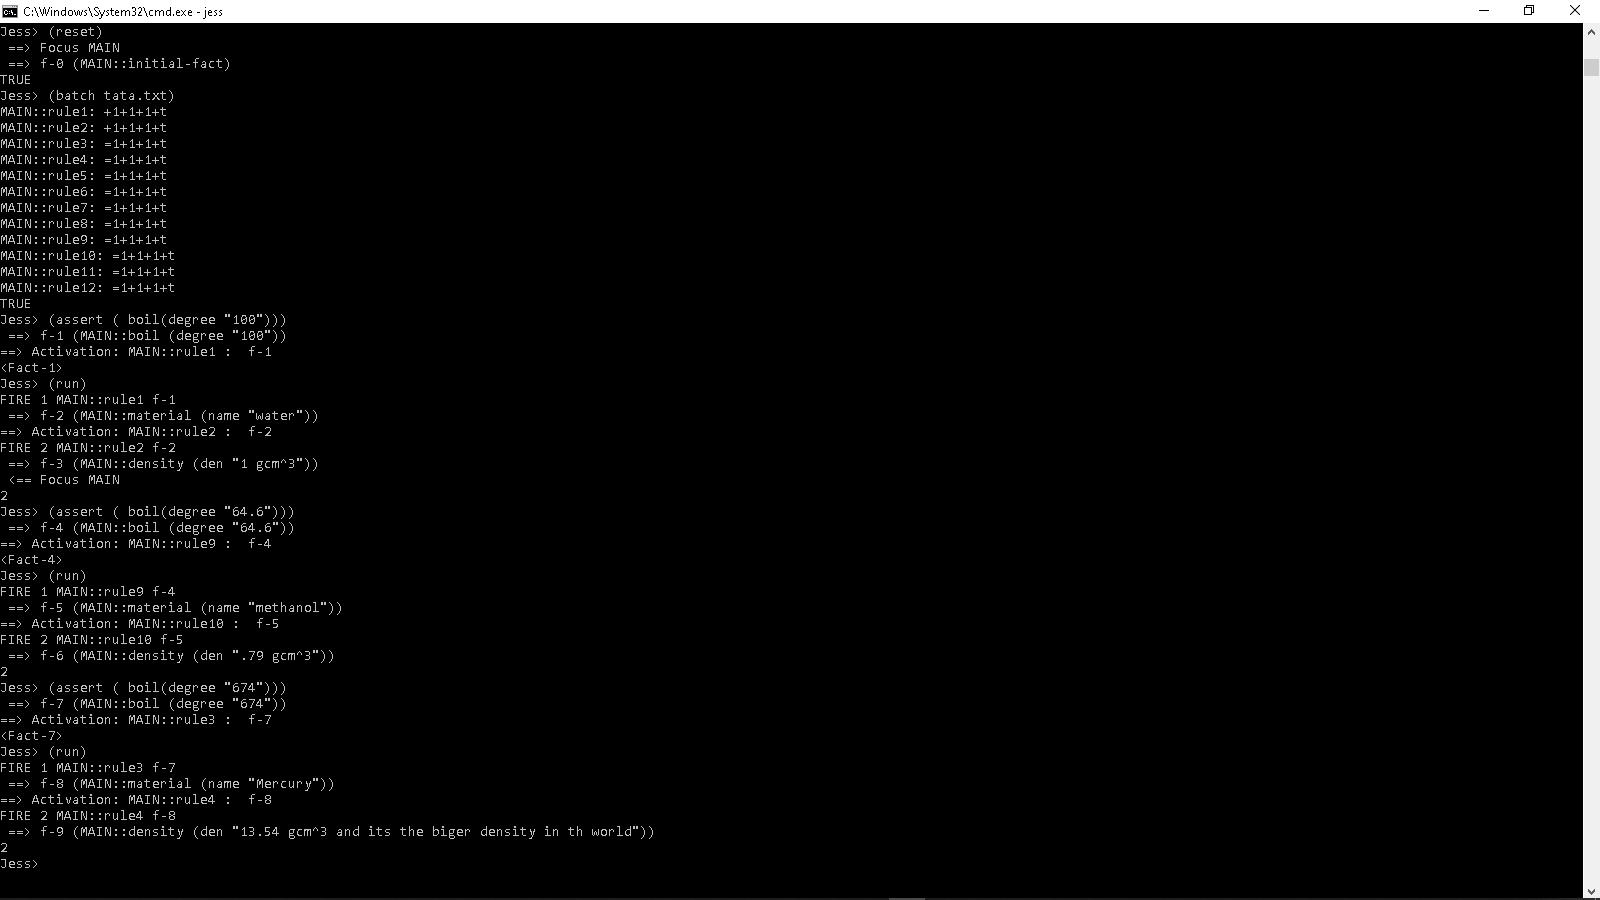 C:\Windows\System32\cmd.exe - jess
Jess> (reset)
 ==> Focus MAIN
 ==> f-0 (MAIN::initial-fact)
TRUE
Jess> (batch tata.txt)
MAIN::rule1: +1+1+1+t
MAIN::rule2: +1+1+1+t
MAIN::rule3: =1+1+1+t
MAIN::rule4: =1+1+1+t
MAIN::rule5: =1+1+1+t
MAIN::rule6: =1+1+1+t
MAIN::rule7: =1+1+1+t
MAIN::rule8: =1+1+1+t
MAIN::rule9: =1+1+1+t
MAIN::rule10: =1+1+1+t
MAIN::rule11: =1+1+1+t
MAIN::rule12: =1+1+1+t
TRUE
Jess> (assert ( boil(degree "100")))
 ==> f-1 (MAIN::boil (degree "100"))
==> Activation: MAIN::rule1 :  f-1
<Fact-1>
Jess> (run)
FIRE 1 MAIN::rule1 f-1
 ==> f-2 (MAIN::material (name "water"))
==> Activation: MAIN::rule2 :  f-2
FIRE 2 MAIN::rule2 f-2
 ==> f-3 (MAIN::density (den "1 gcm^3"))
 <== Focus MAIN
2
Jess> (assert ( boil(degree "64.6")))
 ==> f-4 (MAIN::boil (degree "64.6"))
==> Activation: MAIN::rule9 :  f-4
<Fact-4>
Jess> (run)
FIRE 1 MAIN::rule9 f-4
 ==> f-5 (MAIN::material (name "methanol"))
==> Activation: MAIN::rule10 :  f-5
FIRE 2 MAIN::rule10 f-5
 ==> f-6 (MAIN::density (den ".79 gcm^3"))
2
Jess> (assert ( boil(degree "674")))
 ==> f-7 (MAIN::boil (degree "674"))
==> Activation: MAIN::rule3 :  f-7
<Fact-7>
Jess> (run)
FIRE 1 MAIN::rule3 f-7
 ==> f-8 (MAIN::material (name "Mercury"))
==> Activation: MAIN::rule4 :  f-8
FIRE 2 MAIN::rule4 f-8
 ==> f-9 (MAIN::density (den "13.54 gcm^3 and its the biger density in th world"))
2
Jess>